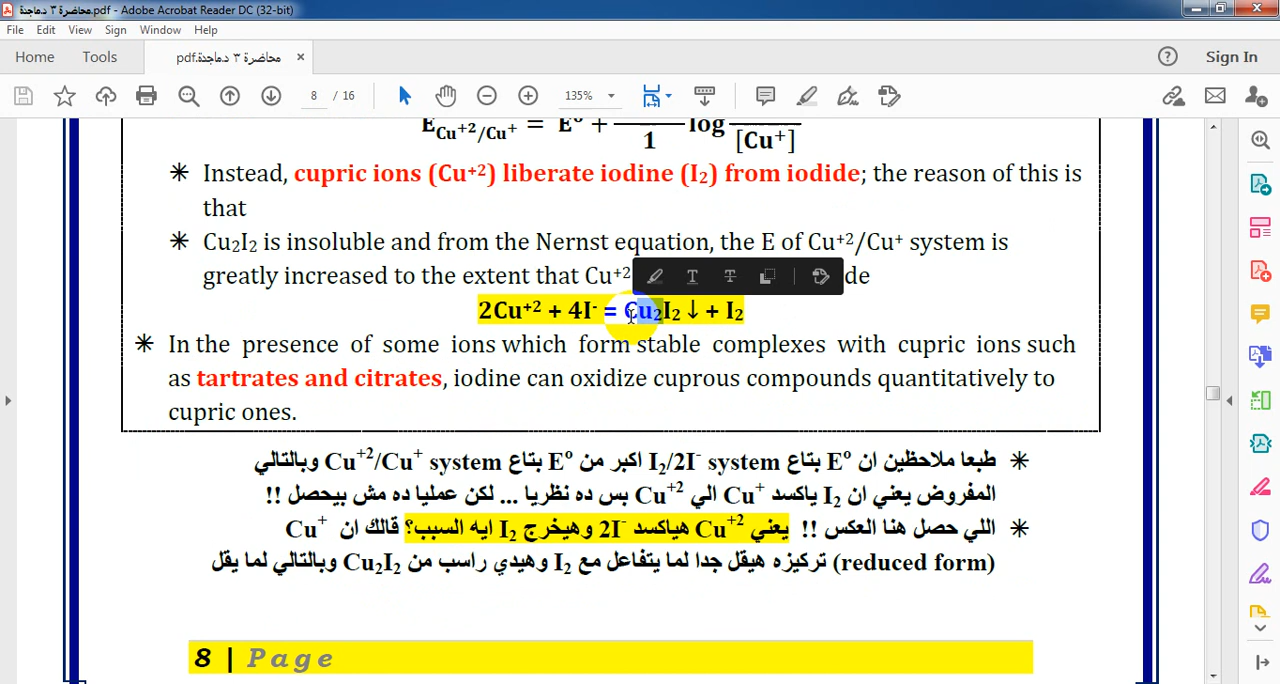 محاضرة ٣ د.ماجدة.pdf - Adobe Acrobat Reader DC (32-bit)
File Edit View Sign Window Help
Home Tools محاضرة ٣ د.ماجدة.pdf × Sign In
8 / 16 135%
E Cu⁺²/Cu⁺ = E° + 1 log [Cu⁺]
✳ Instead, cupric ions (Cu⁺²) liberate iodine (I₂) from iodide; the reason of this is
that
✳ Cu₂I₂ is insoluble and from the Nernst equation, the E of Cu⁺²/Cu⁺ system is
greatly increased to the extent that Cu⁺² de
2Cu⁺² + 4I⁻ = Cu₂I₂ ↓ + I₂
✳ In the presence of some ions which form stable complexes with cupric ions such
as tartrates and citrates, iodine can oxidize cuprous compounds quantitatively to
cupric ones.
✳ طبعا ملاحظين ان E° بتاع I₂/2I⁻ system اكبر من E° بتاع Cu⁺²/Cu⁺ system وبالتالي
المفروض يعني ان I₂ ياكسد Cu⁺ الي Cu⁺² بس ده نظريا ... لكن عمليا ده مش بيحصل !!
✳ اللي حصل هنا العكس !! يعني Cu⁺² هياكسد 2I⁻ وهيخرج I₂ ايه السبب؟ قالك ان Cu⁺
(reduced form) تركيزه هيقل جدا لما يتفاعل مع I₂ وهيدي راسب من Cu₂I₂ وبالتالي لما يقل
8 | Page